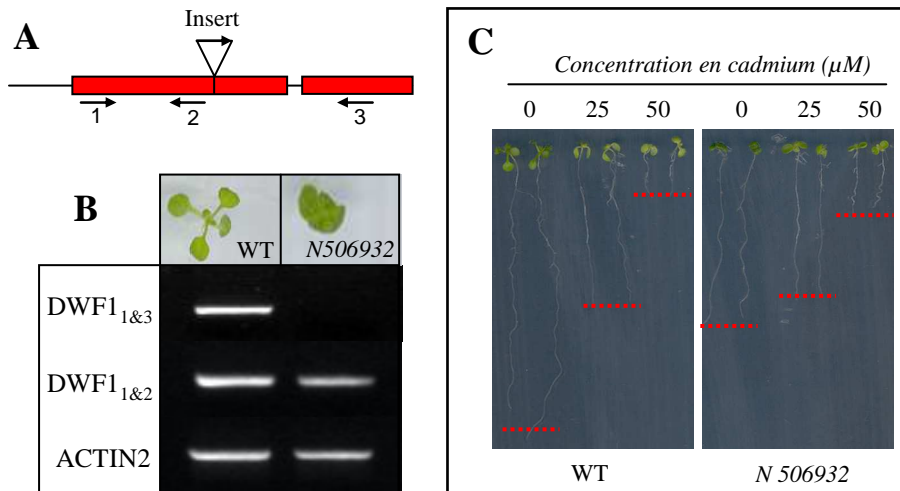 A
Insert
1
2
3
B
WT
N506932
DWF1 1&3
DWF1 1&2
ACTIN2
C
Concentration en cadmium (µM)
0 25 50 0 25 50
WT
N 506932